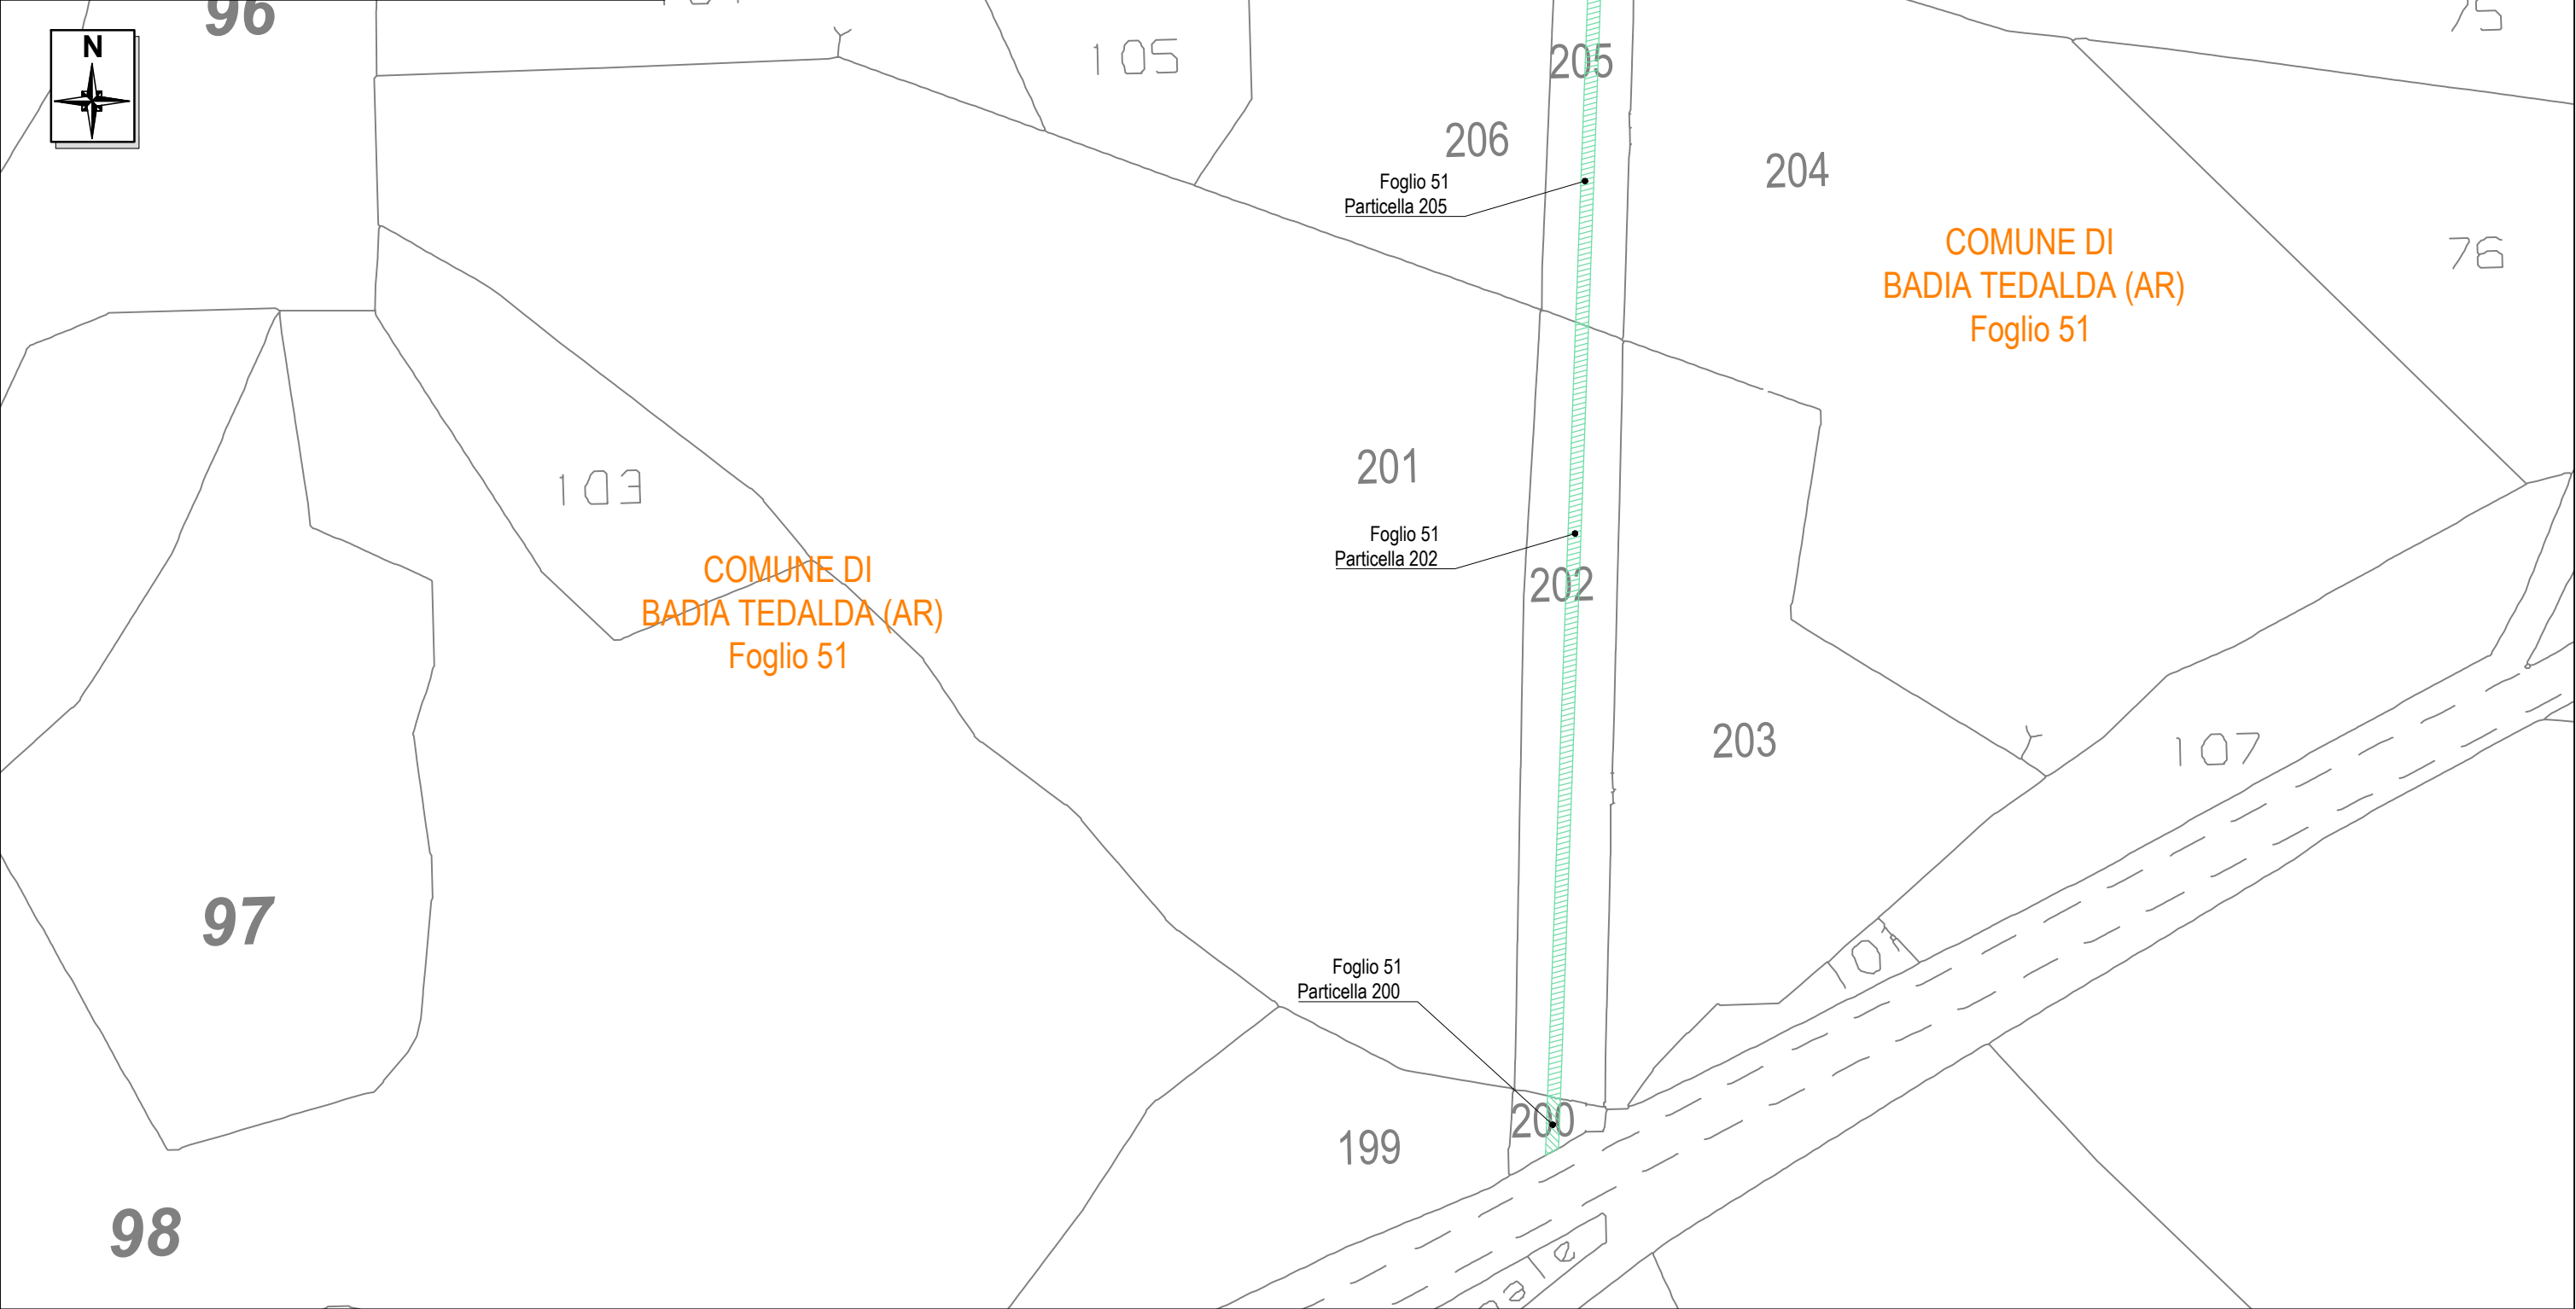 96
N
105
205
75
206
204
Foglio 51
Particella 205
COMUNE DI
BADIA TEDALDA (AR)
Foglio 51
76
201
103
Foglio 51
Particella 202
202
COMUNE DI
BADIA TEDALDA (AR)
Foglio 51
203
107
97
Foglio 51
Particella 200
200
199
98